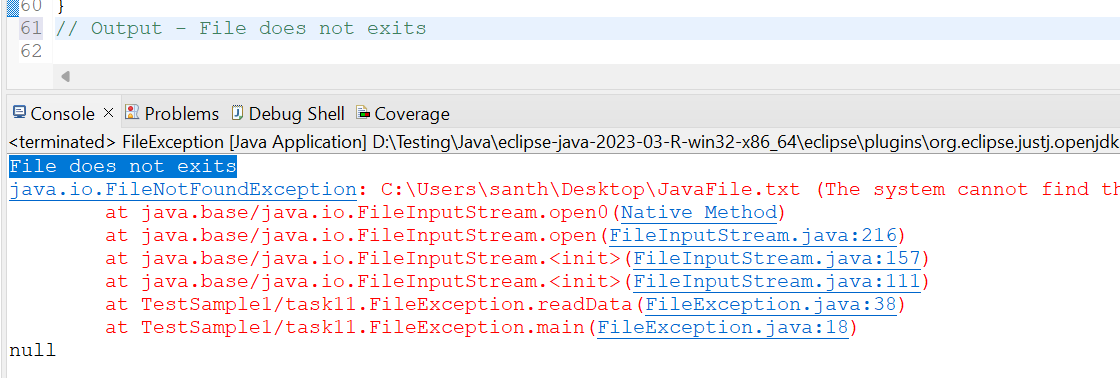 60 }
61 // Output - File does not exits
62
Console × Problems Debug Shell Coverage
<terminated> FileException [Java Application] D:\Testing\Java\eclipse-java-2023-03-R-win32-x86_64\eclipse\plugins\org.eclipse.justj.openjdk
File does not exits
java.io.FileNotFoundException: C:\Users\santh\Desktop\JavaFile.txt (The system cannot find th
at java.base/java.io.FileInputStream.open0(Native Method)
at java.base/java.io.FileInputStream.open(FileInputStream.java:216)
at java.base/java.io.FileInputStream.<init>(FileInputStream.java:157)
at java.base/java.io.FileInputStream.<init>(FileInputStream.java:111)
at TestSample1/task11.FileException.readData(FileException.java:38)
at TestSample1/task11.FileException.main(FileException.java:18)
null